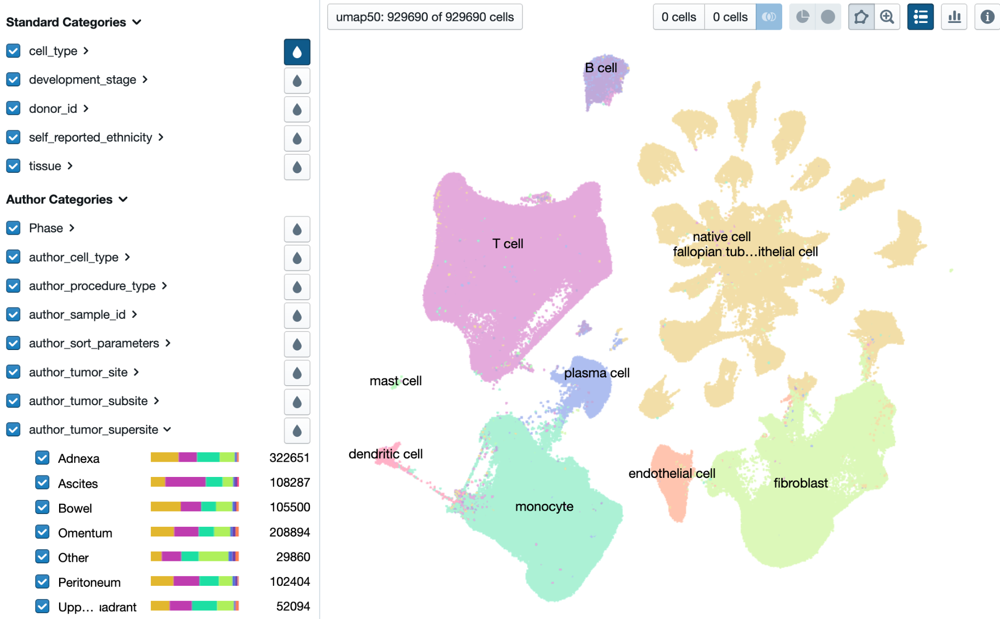 Standard Categories
cell_type
development_stage
donor_id
self_reported_ethnicity
tissue
Author Categories
Phase
author_cell_type
author_procedure_type
author_sample_id
author_sort_parameters
author_tumor_site
author_tumor_subsite
author_tumor_supersite
Adnexa 322651
Ascites 108287
Bowel 105500
Omentum 208894
Other 29860
Peritoneum 102404
Upp... uadrant 52094
umap50: 929690 of 929690 cells
0 cells 0 cells
B cell
T cell
native cell
fallopian tub...ithelial cell
plasma cell
mast cell
dendritic cell
endothelial cell
fibroblast
monocyte